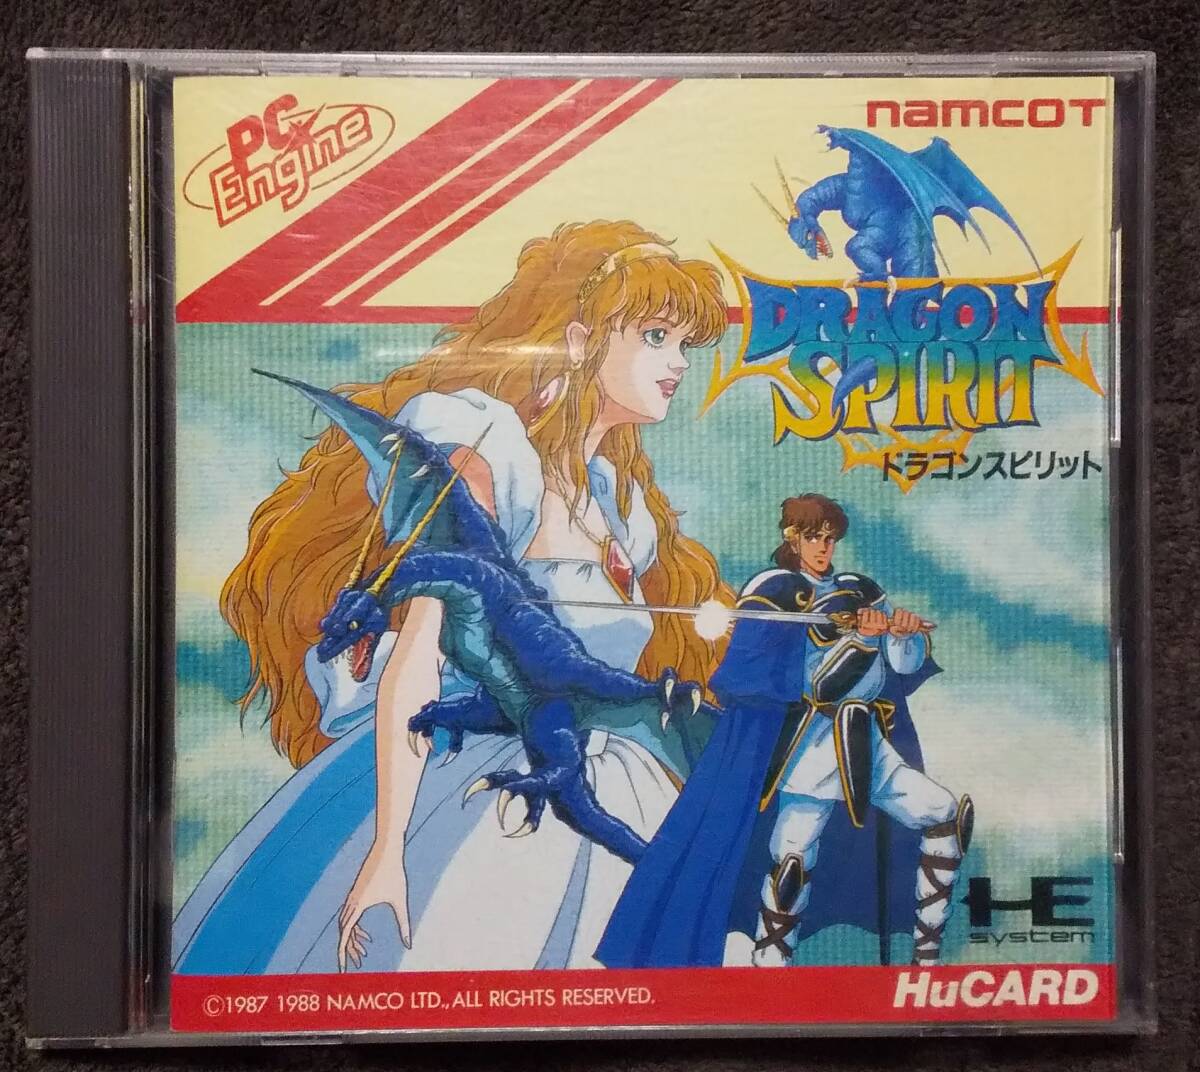 PC Engine
namcoT
DRAGON
SPIRIT
ドラゴンスピリット
HE
system
HuCARD
©1987 1988 NAMCO LTD., ALL RIGHTS RESERVED.